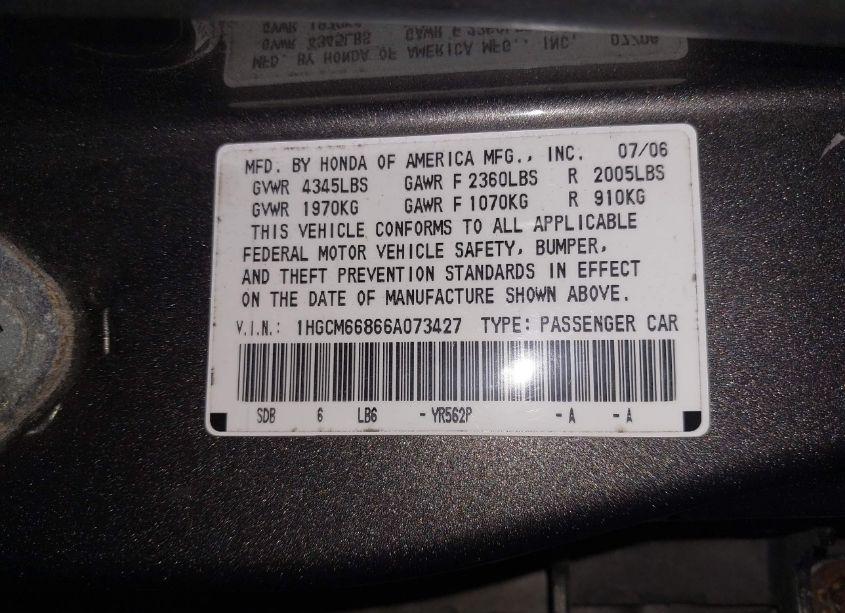 MFD. BY HONDA OF AMERICA MFG., INC. 07/06
GVWR 4345LBS GAWR F 2360LBS R 2005LBS
GVWR 1970KG GAWR F 1070KG R 910KG
THIS VEHICLE CONFORMS TO ALL APPLICABLE
FEDERAL MOTOR VEHICLE SAFETY, BUMPER,
AND THEFT PREVENTION STANDARDS IN EFFECT
ON THE DATE OF MANUFACTURE SHOWN ABOVE.
V.I.N.: 1HGCM66866A073427 TYPE: PASSENGER CAR
SDB 6 LB6 - YR562P - A - A